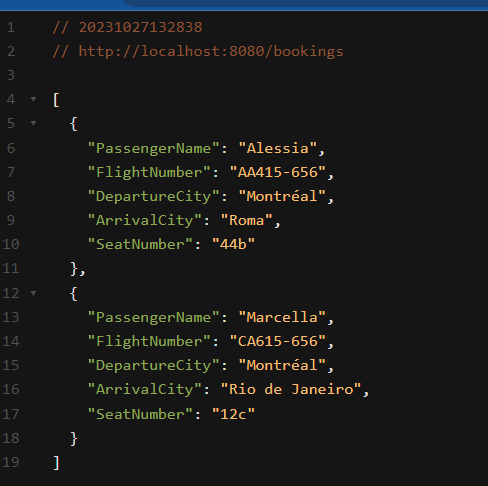 1 // 20231027132838
2 // http://localhost:8080/bookings
3
4 [
5 {
6 "PassengerName": "Alessia",
7 "FlightNumber": "AA415-656",
8 "DepartureCity": "Montréal",
9 "ArrivalCity": "Roma",
10 "SeatNumber": "44b"
11 },
12 {
13 "PassengerName": "Marcella",
14 "FlightNumber": "CA615-656",
15 "DepartureCity": "Montréal",
16 "ArrivalCity": "Rio de Janeiro",
17 "SeatNumber": "12c"
18 }
19 ]